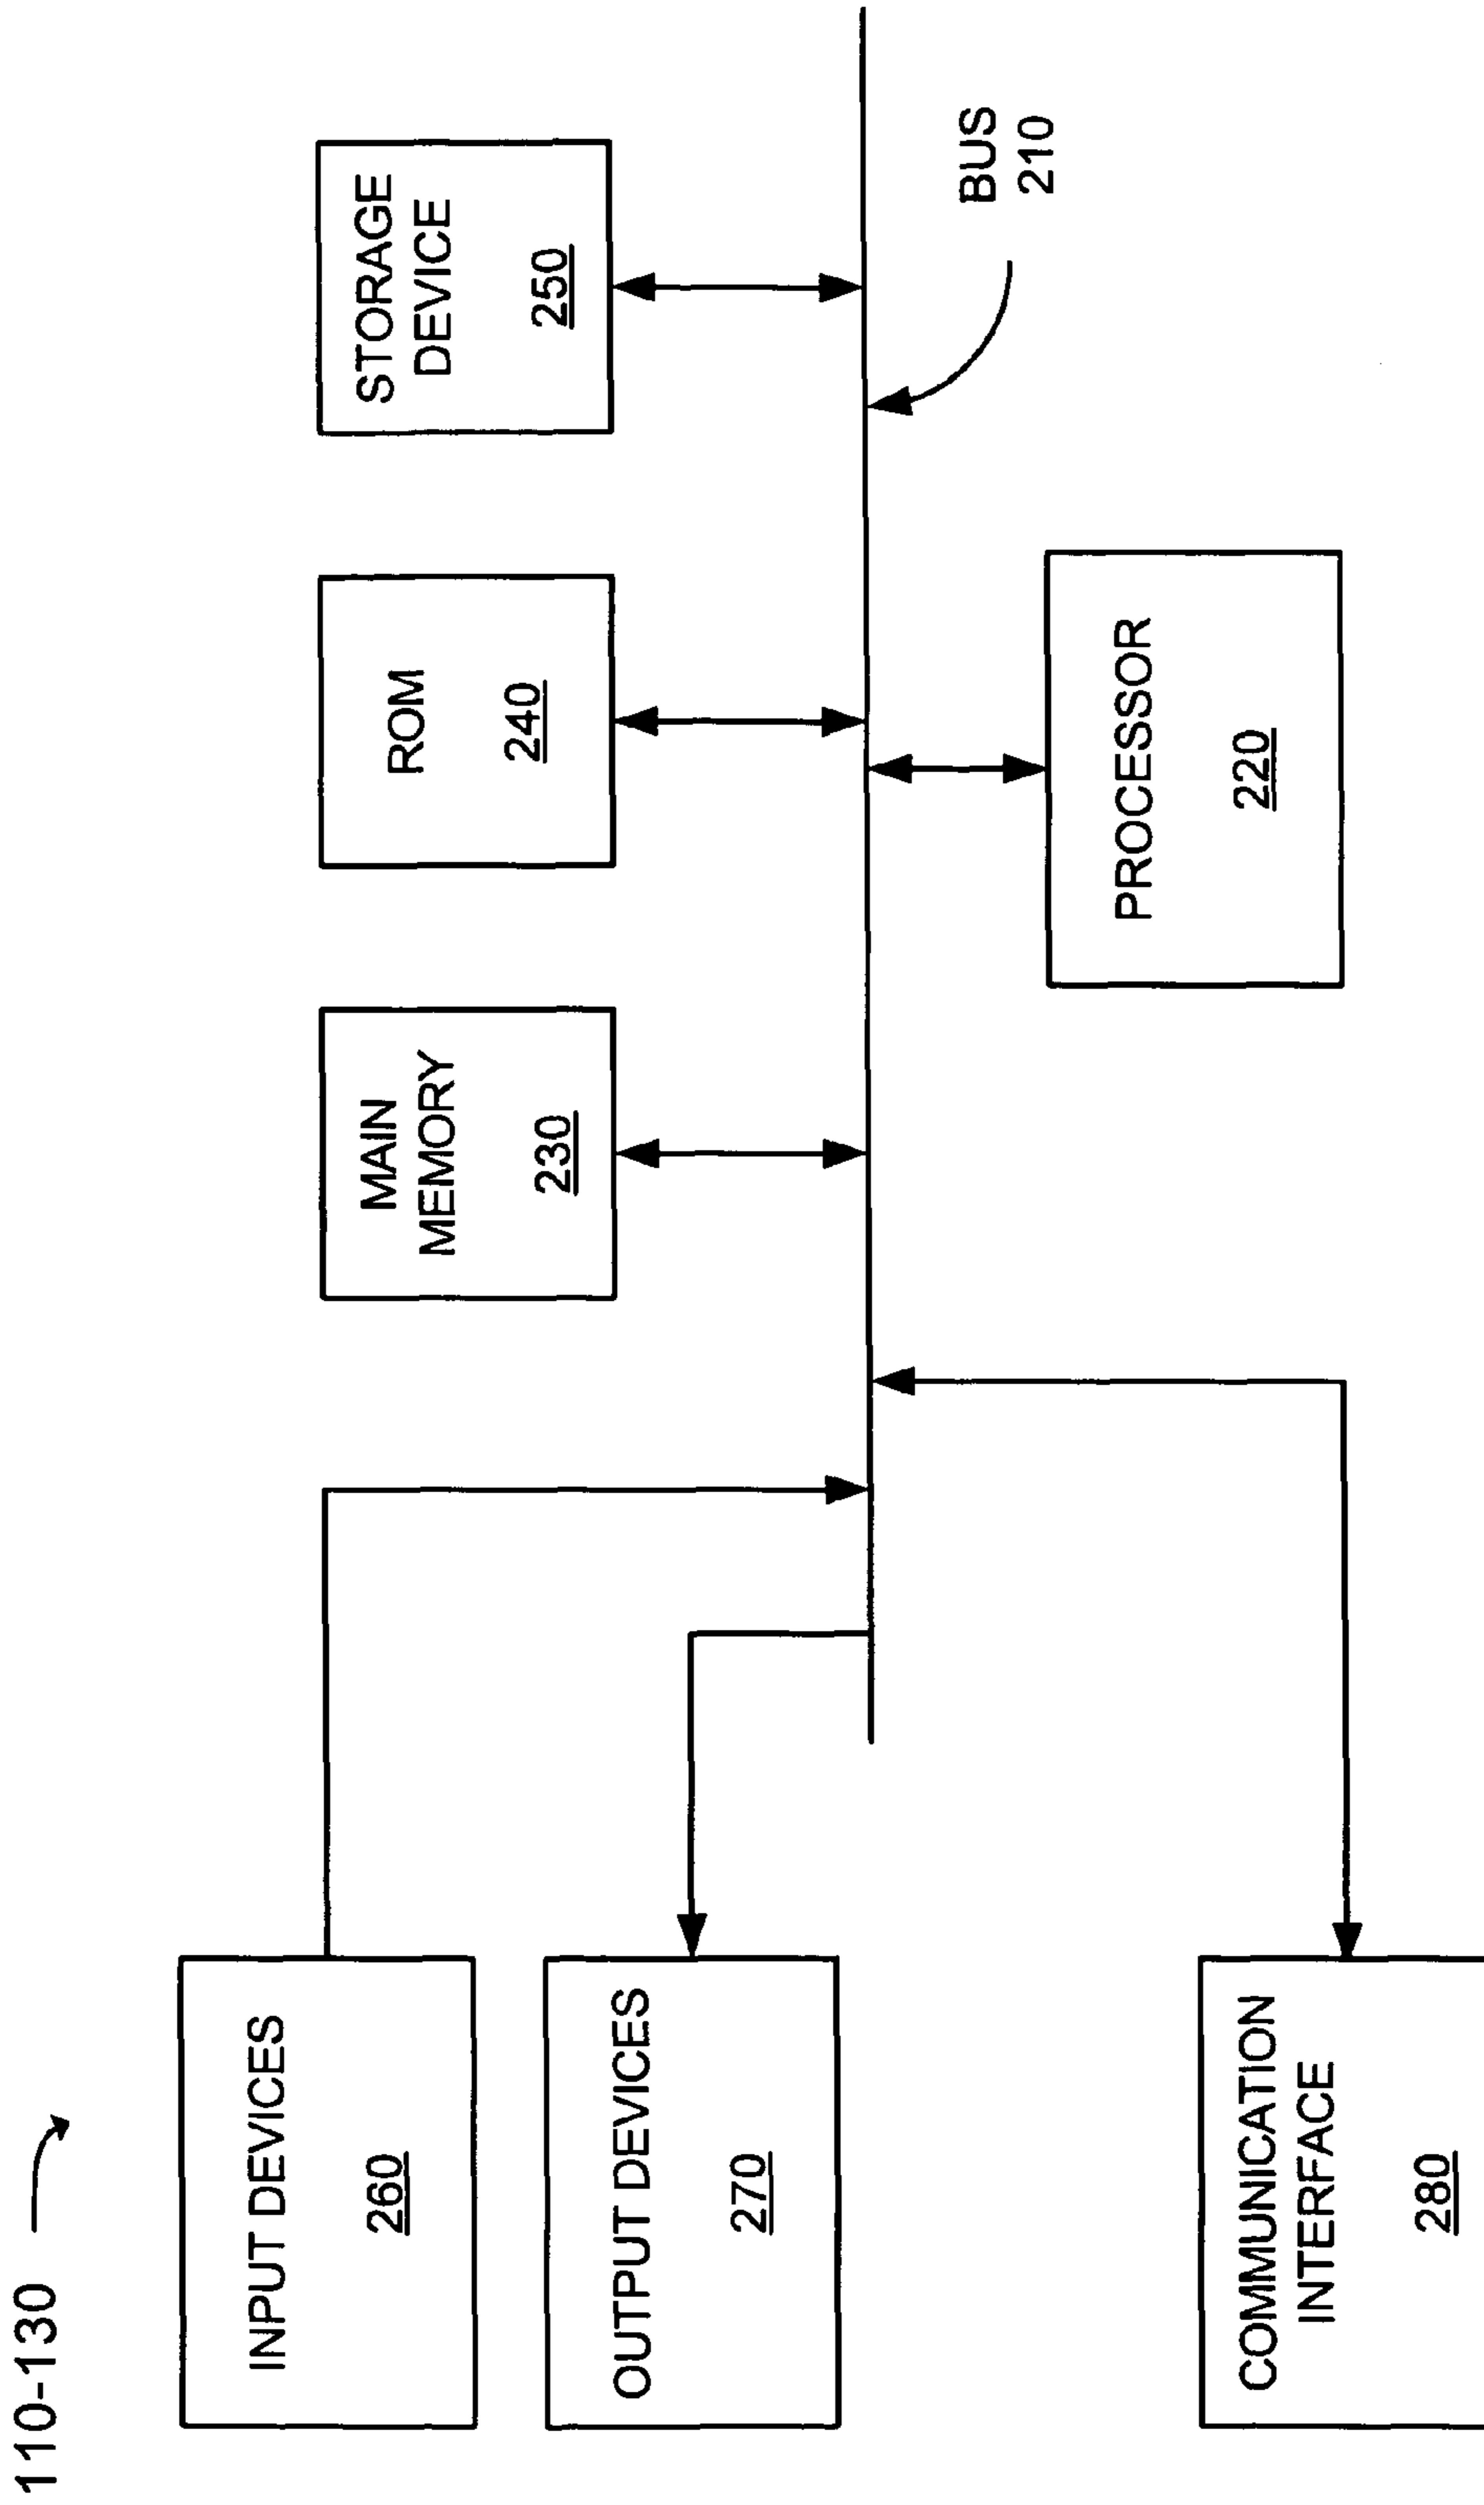 110-130
INPUT DEVICES
260
OUTPUT DEVICES
270
COMMUNICATION
INTERFACE
280
MAIN
MEMORY
230
ROM
240
STORAGE
DEVICE
250
PROCESSOR
220
BUS
210